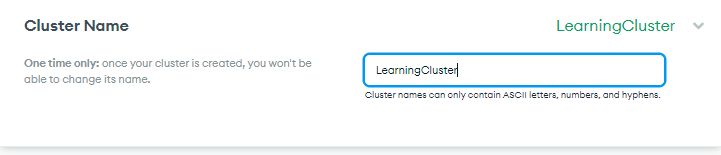 Cluster Name
LearningCluster
One time only: once your cluster is created, you won't be
able to change its name.
LearningCluster
Cluster names can only contain ASCII letters, numbers, and hyphens.